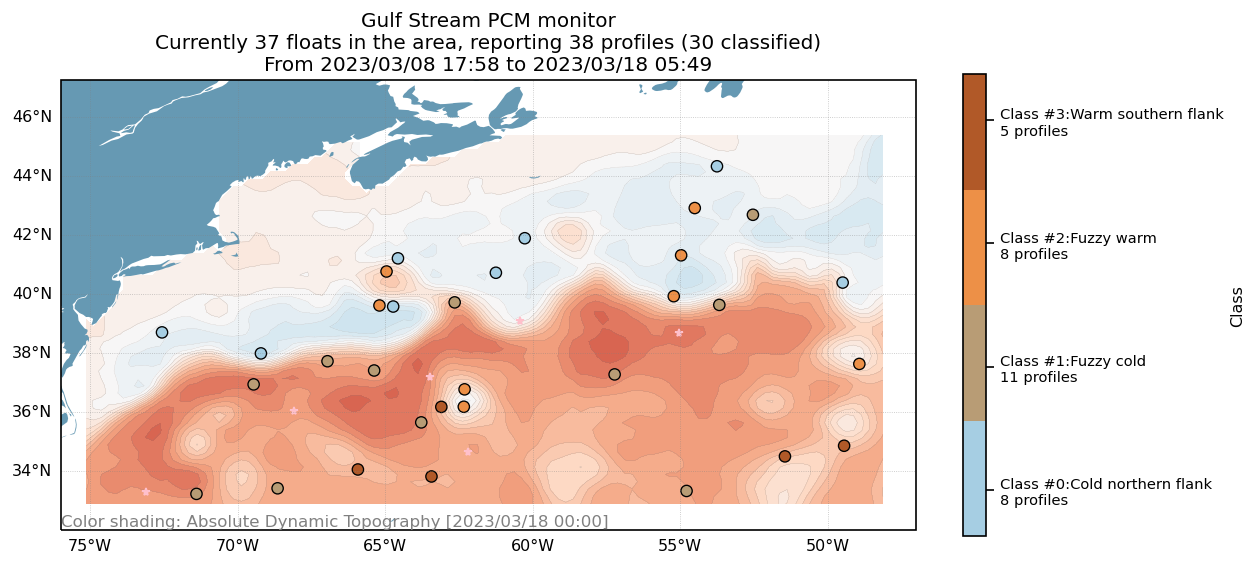 Gulf Stream PCM monitor
Currently 37 floats in the area, reporting 38 profiles (30 classified)
From 2023/03/08 17:58 to 2023/03/18 05:49
46°N
44°N
42°N
40°N
38°N
36°N
34°N
Color shading: Absolute Dynamic Topography [2023/03/18 00:00]
75°W
70°W
65°W
60°W
55°W
50°W
Class #3:Warm southern flank
5 profiles
Class #2:Fuzzy warm
8 profiles
Class #1:Fuzzy cold
11 profiles
Class #0:Cold northern flank
8 profiles
Class